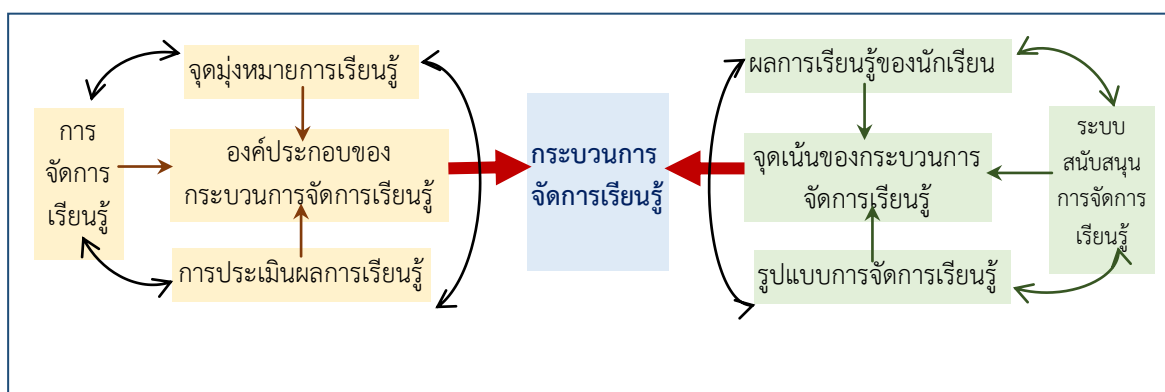 จุดมุ่งหมายการเรียนรู้
การ
จัดการ
เรียนรู้
องค์ประกอบของ
กระบวนการจัดการเรียนรู้
การประเมินผลการเรียนรู้
กระบวนการ
จัดการเรียนรู้
ผลการเรียนรู้ของนักเรียน
จุดเน้นของกระบวนการ
จัดการเรียนรู้
รูปแบบการจัดการเรียนรู้
ระบบ
สนับสนุน
การจัดการ
เรียนรู้